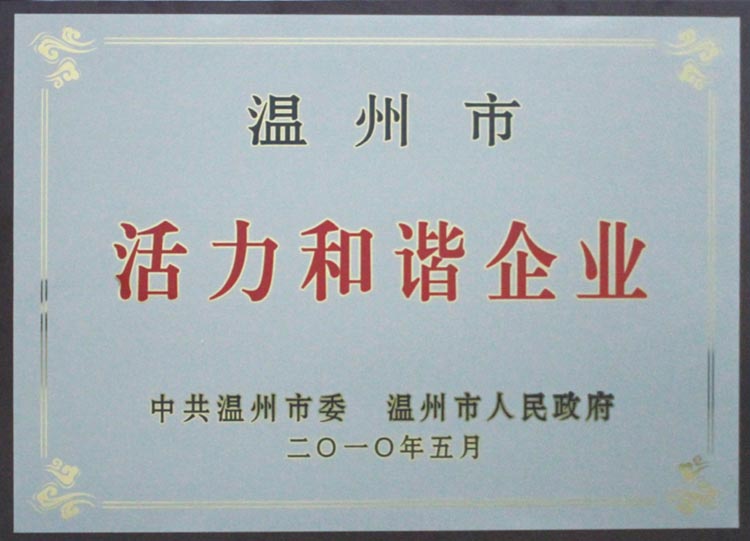 温州市
活力和谐企业
中共温州市委 温州市人民政府
二〇一〇年五月